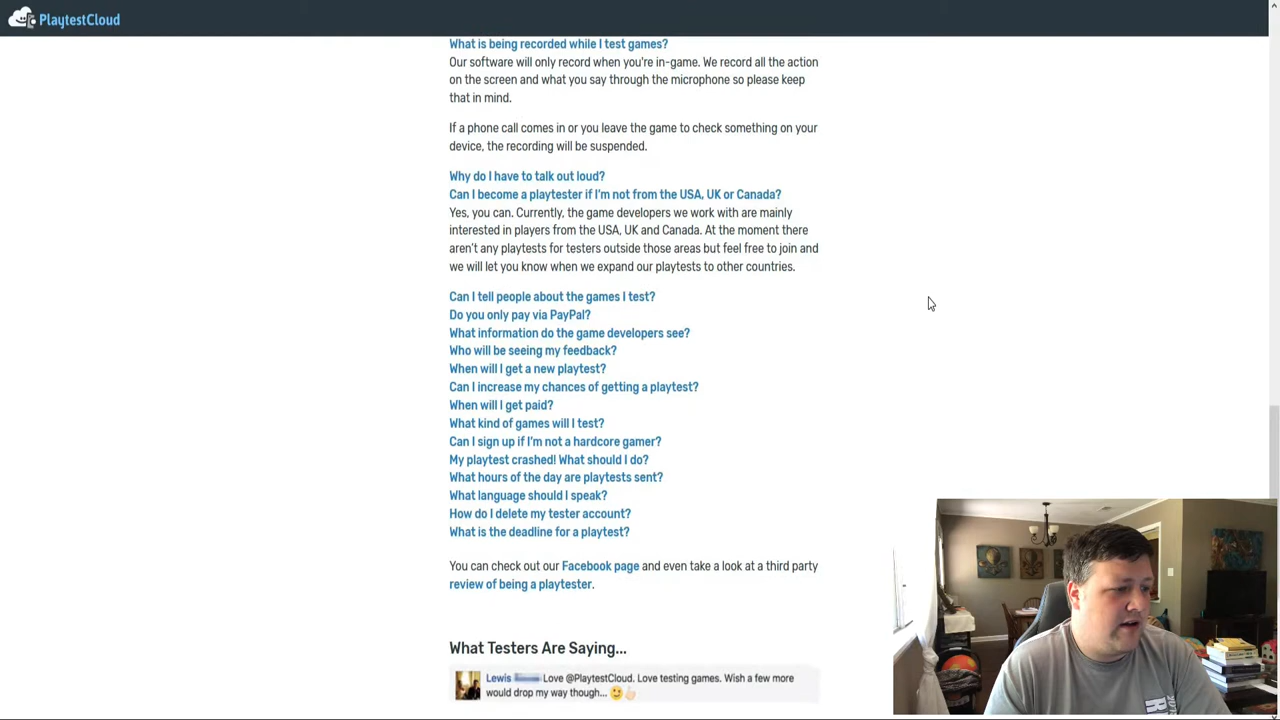 PlaytestCloud
What is being recorded while I test games?
Our software will only record when you're in-game. We record all the action
on the screen and what you say through the microphone so please keep
that in mind.
If a phone call comes in or you leave the game to check something on your
device, the recording will be suspended.
Why do I have to talk out loud?
Can I become a playtester if I'm not from the USA, UK or Canada?
Yes, you can. Currently, the game developers we work with are mainly
interested in players from the USA, UK and Canada. At the moment there
aren't any playtests for testers outside those areas but feel free to join and
we will let you know when we expand our playtests to other countries.
Can I tell people about the games I test?
Do you only pay via PayPal?
What information do the game developers see?
Who will be seeing my feedback?
When will I get a new playtest?
Can I increase my chances of getting a playtest?
When will I get paid?
What kind of games will I test?
Can I sign up if I'm not a hardcore gamer?
My playtest crashed! What should I do?
What hours of the day are playtests sent?
What language should I speak?
How do I delete my tester account?
What is the deadline for a playtest?
You can check out our Facebook page and even take a look at a third party
review of being a playtester.
What Testers Are Saying...
Lewis Love @PlaytestCloud. Love testing games. Wish a few more
would drop my way though...